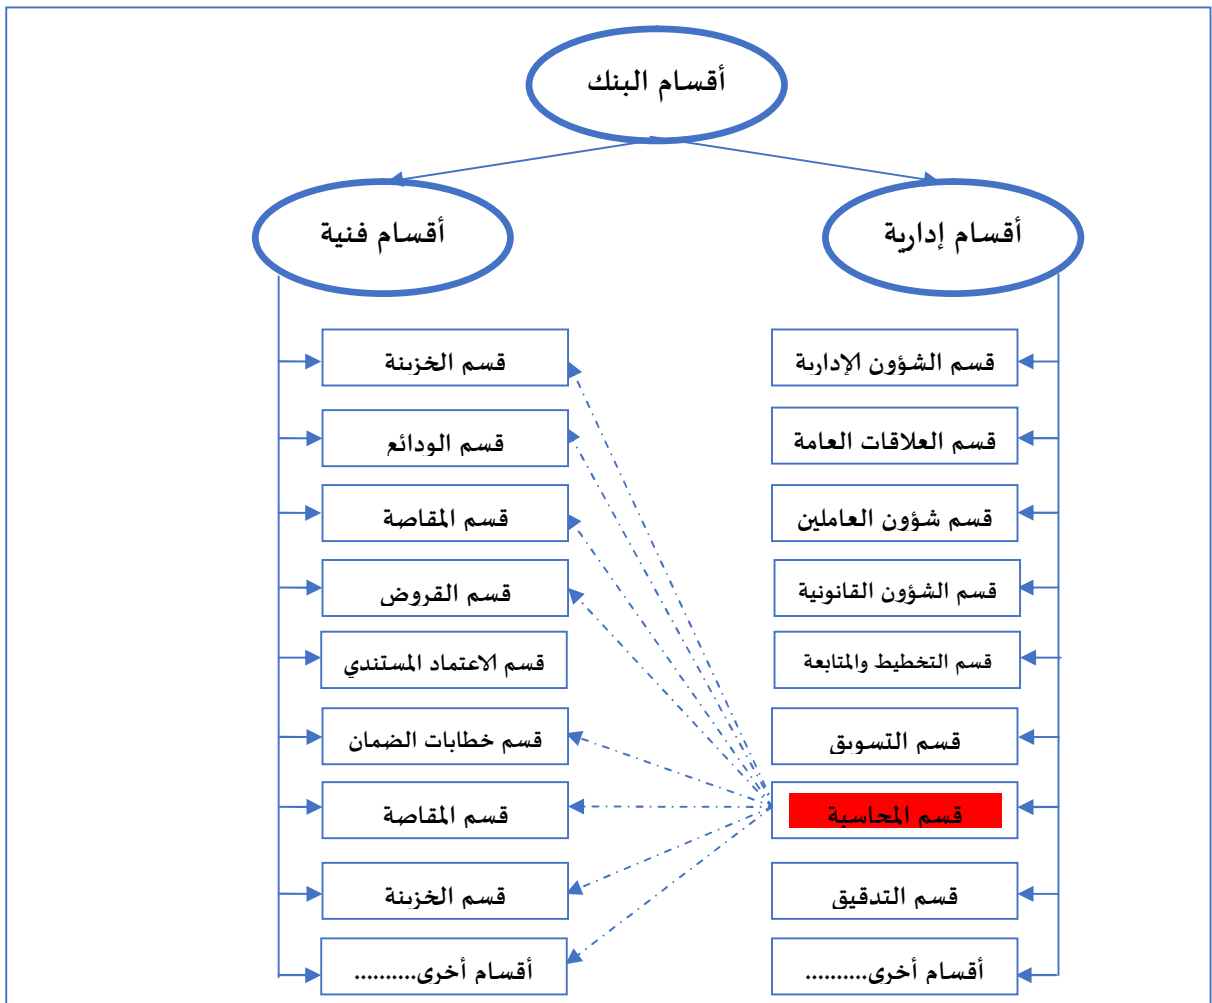 أقسام البنك
أقسام إدارية
أقسام فنية
قسم الشؤون الإدارية
قسم الخزينة
قسم العلاقات العامة
قسم الودائع
قسم شؤون العاملين
قسم المقاصة
قسم الشؤون القانونية
قسم القروض
قسم التخطيط والمتابعة
قسم الاعتماد المستندي
قسم التسويق
قسم خطابات الضمان
قسم المحاسبة
قسم المقاصة
قسم التدقيق
قسم الخزينة
أقسام أخرى..........
أقسام أخرى..........